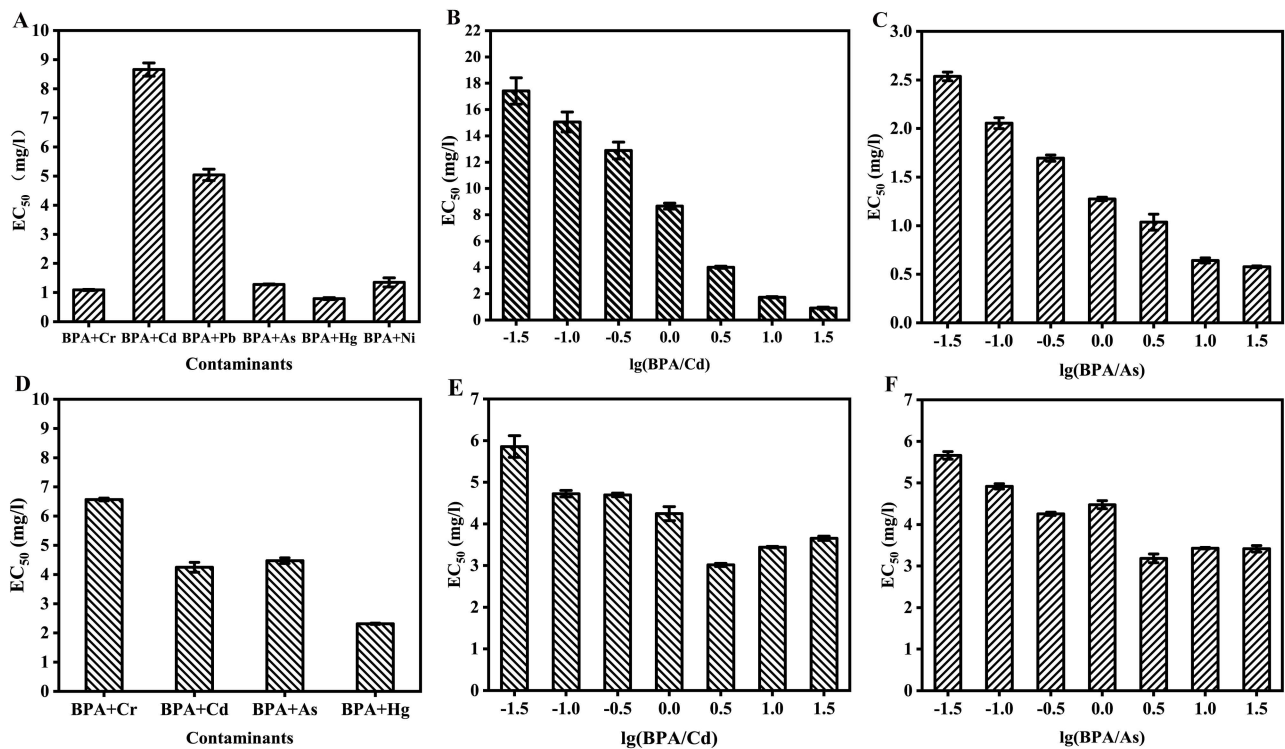 A
EC50 (mg/l)
10
9
8
7
6
5
4
3
2
1
0
BPA+Cr BPA+Cd BPA+Pb BPA+As BPA+Hg BPA+Ni
Contaminants
B
EC50 (mg/l)
22
20
18
16
14
12
10
8
6
4
2
0
-1.5 -1.0 -0.5 0.0 0.5 1.0 1.5
lg(BPA/Cd)
C
EC50 (mg/l)
3.0
2.5
2.0
1.5
1.0
0.5
0.0
-1.5 -1.0 -0.5 0.0 0.5 1.0 1.5
lg(BPA/As)
D
EC50 (mg/l)
10
9
8
7
6
5
4
3
2
1
0
BPA+Cr BPA+Cd BPA+As BPA+Hg
Contaminants
E
EC50 (mg/l)
7
6
5
4
3
2
1
0
-1.5 -1.0 -0.5 0.0 0.5 1.0 1.5
lg(BPA/Cd)
F
EC50 (mg/l)
7
6
5
4
3
2
1
0
-1.5 -1.0 -0.5 0.0 0.5 1.0 1.5
lg(BPA/As)